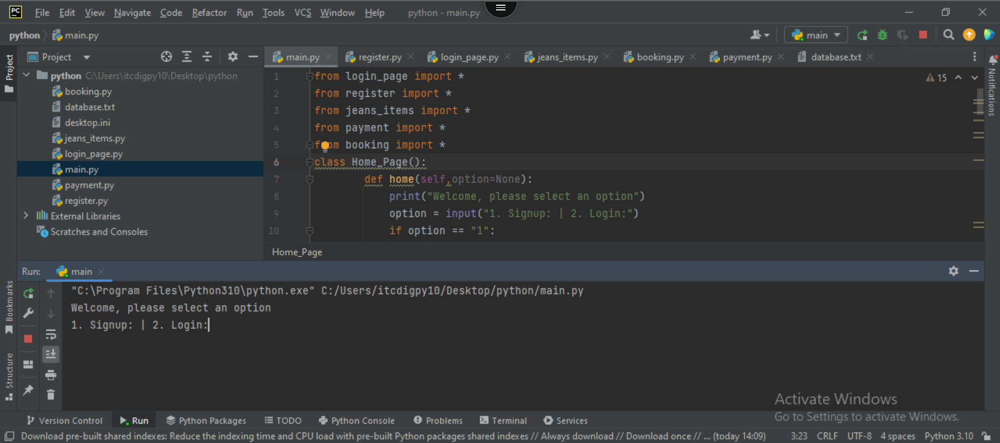 PC File Edit View Navigate Code Refactor Run Tools VCS Window Help python - main.py
python main.py main
Project
Project
main.py register.py login_page.py jeans_items.py booking.py payment.py database.txt
python C:\Users\itcdigpy10\Desktop\python
booking.py
database.txt
desktop.ini
jeans_items.py
login_page.py
main.py
payment.py
register.py
External Libraries
Scratches and Consoles
1 from login_page import *
2 from register import *
3 from jeans_items import *
4 from payment import *
5 from booking import *
6 class Home_Page():
7 def home(self,option=None):
8 print("Welcome, please select an option")
9 option = input("1. Signup: | 2. Login:")
10 if option == "1":
15
Notifications
Home_Page
Run: main
"C:\Program Files\Python310\python.exe" C:/Users/itcdigpy10/Desktop/python/main.py
Welcome, please select an option
1. Signup: | 2. Login:
Bookmarks
Structure
Activate Windows
Go to Settings to activate Windows.
Version Control Run Python Packages TODO Python Console Problems Terminal Services
Download pre-built shared indexes: Reduce the indexing time and CPU load with pre-built Python packages shared indexes // Always download // Download once // ... (today 14:09) 3:23 CRLF UTF-8 4 spaces Python 3.10